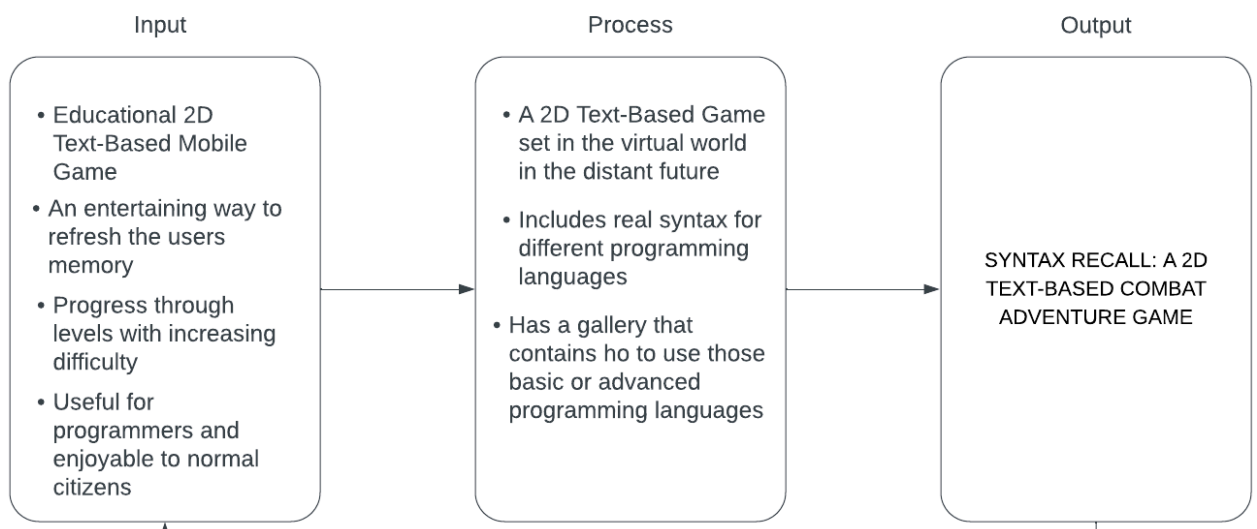 Input
• Educational 2D
Text-Based Mobile
Game
• An entertaining way to
refresh the users
memory
• Progress through
levels with increasing
difficulty
• Useful for
programmers and
enjoyable to normal
citizens
Process
• A 2D Text-Based Game
set in the virtual world
in the distant future
• Includes real syntax for
different programming
languages
• Has a gallery that
contains ho to use those
basic or advanced
programming languages
Output
SYNTAX RECALL: A 2D
TEXT-BASED COMBAT
ADVENTURE GAME